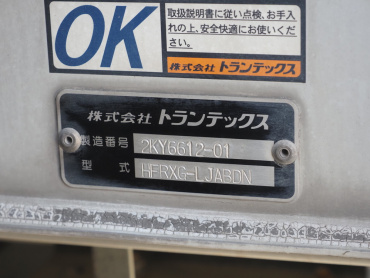 OK
取扱説明書に従い点検、お手入
れの上、安全快適にお使いくだ
さい。
株式会社 トランテックス
株式会社 トランテックス
製造番号 2KY6612-01
型式 HFRXG-LJABDN